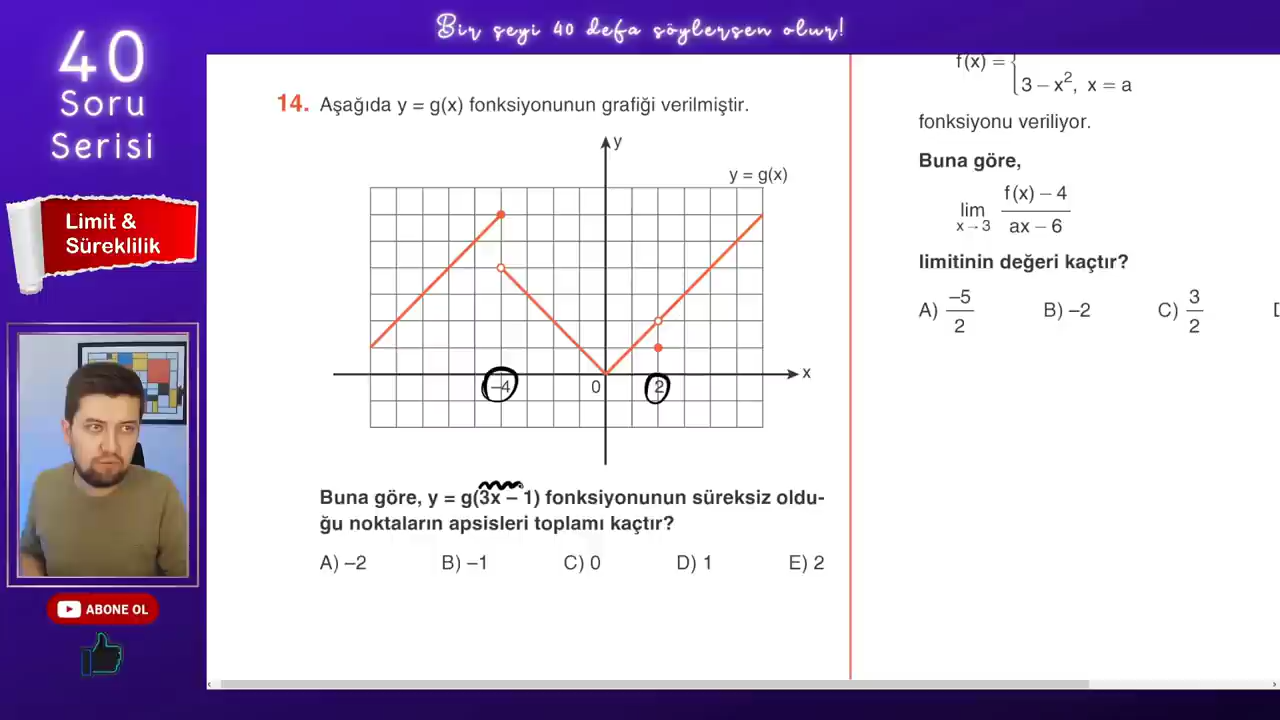 Bir şeyi 40 defa söylersen olur!
40
Soru
Serisi
Limit &
Süreklilik
ABONE OL
14. Aşağıda y = g(x) fonksiyonunun grafiği verilmiştir.
y
y = g(x)
x
–4
0
2
Buna göre, y = g(3x – 1) fonksiyonunun süreksiz oldu-
ğu noktaların apsisleri toplamı kaçtır?
A) –2 B) –1 C) 0 D) 1 E) 2
f(x) =
3 – x², x = a
fonksiyonu veriliyor.
Buna göre,
lim x→3 f(x) – 4 / ax – 6
limitinin değeri kaçtır?
A) –5/2 B) –2 C) 3/2